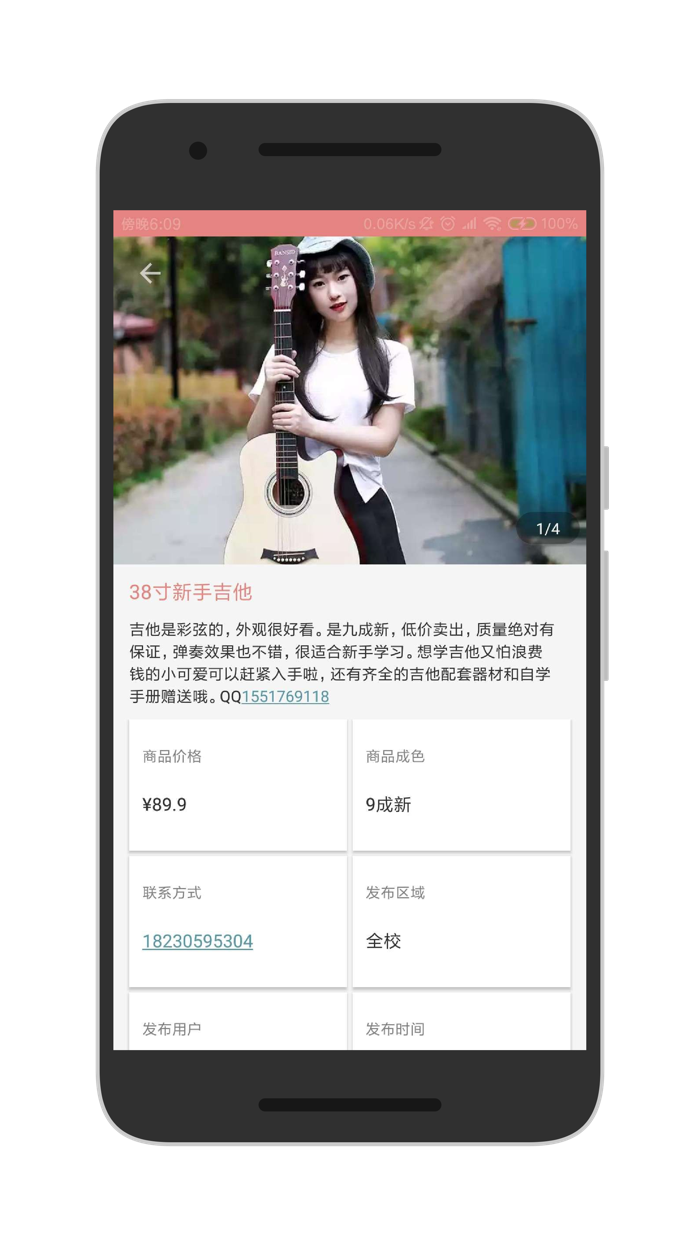 傍晚6:09
0.06K/s
100%
1/4
38寸新手吉他
吉他是彩弦的，外观很好看。是九成新，低价卖出，质量绝对有
保证，弹奏效果也不错，很适合新手学习。想学吉他又怕浪费
钱的小可爱可以赶紧入手啦，还有齐全的吉他配套器材和自学
手册赠送哦。QQ1551769118
商品价格
商品成色
¥89.9
9成新
联系方式
发布区域
18230595304
全校
发布用户
发布时间